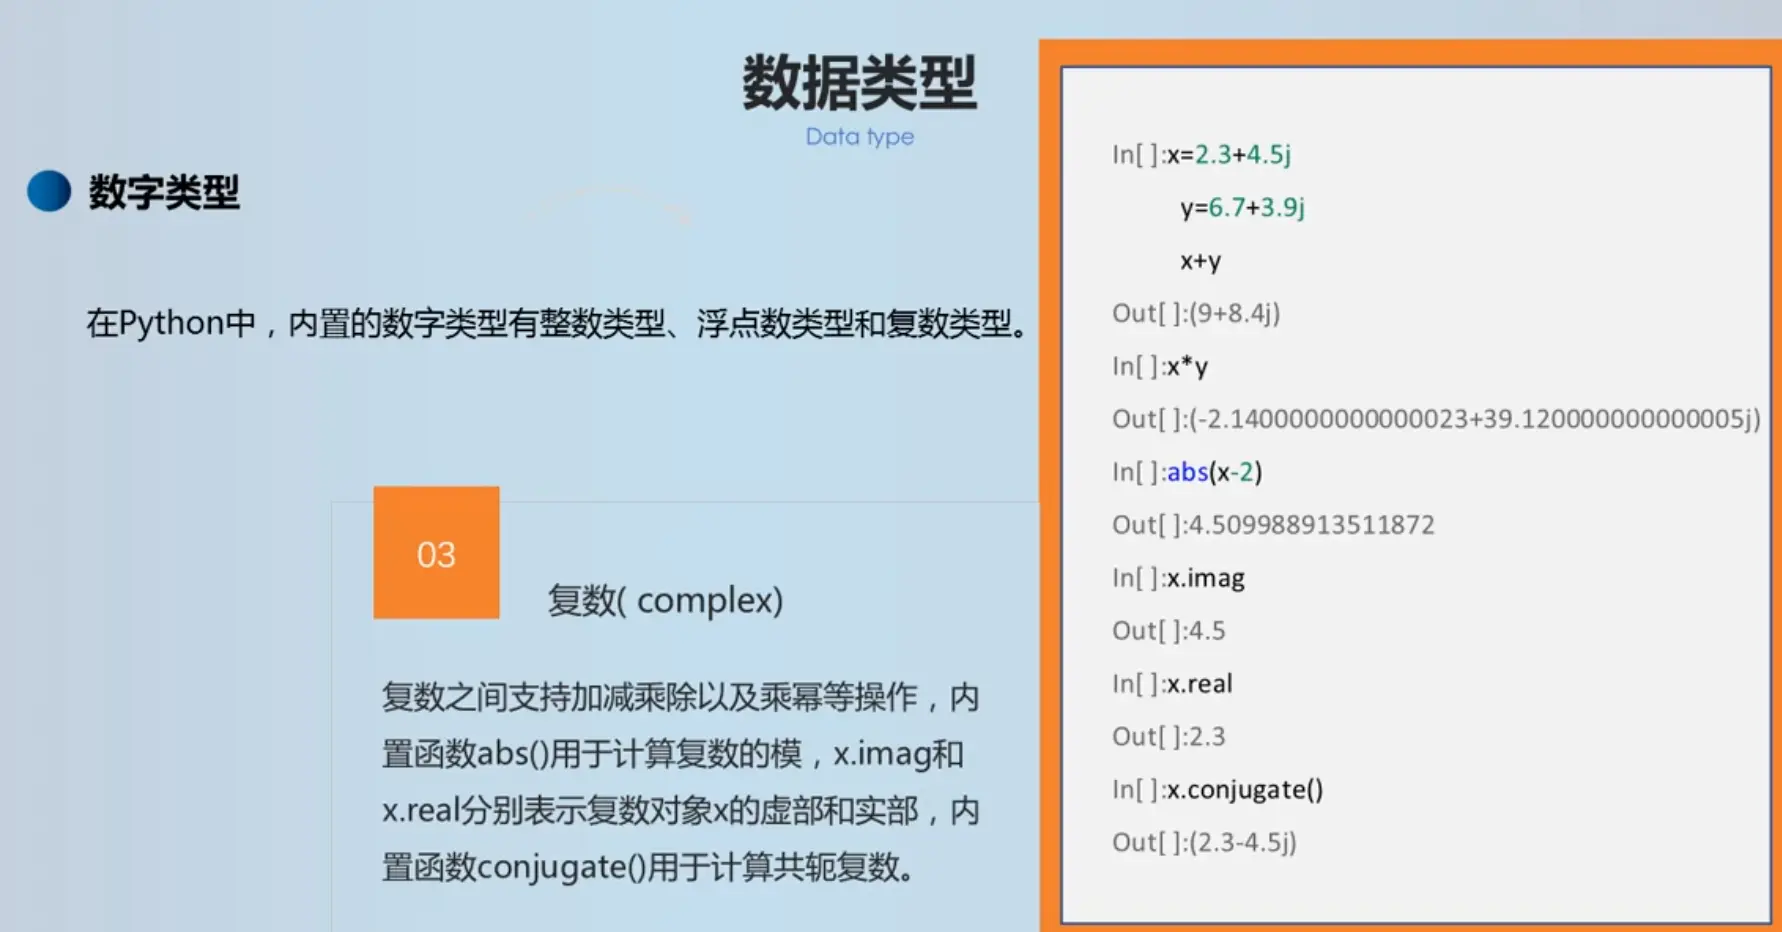 数据类型
Data type
数字类型
在Python中，内置的数字类型有整数类型、浮点数类型和复数类型。
03
复数( complex)
复数之间支持加减乘除以及乘幂等操作，内
置函数abs()用于计算复数的模，x.imag和
x.real分别表示复数对象x的虚部和实部，内
置函数conjugate()用于计算共轭复数。
In[ ]:x=2.3+4.5j
y=6.7+3.9j
x+y
Out[ ]:(9+8.4j)
In[ ]:x*y
Out[ ]:(-2.1400000000000023+39.120000000000005j)
In[ ]:abs(x-2)
Out[ ]:4.509988913511872
In[ ]:x.imag
Out[ ]:4.5
In[ ]:x.real
Out[ ]:2.3
In[ ]:x.conjugate()
Out[ ]:(2.3-4.5j)